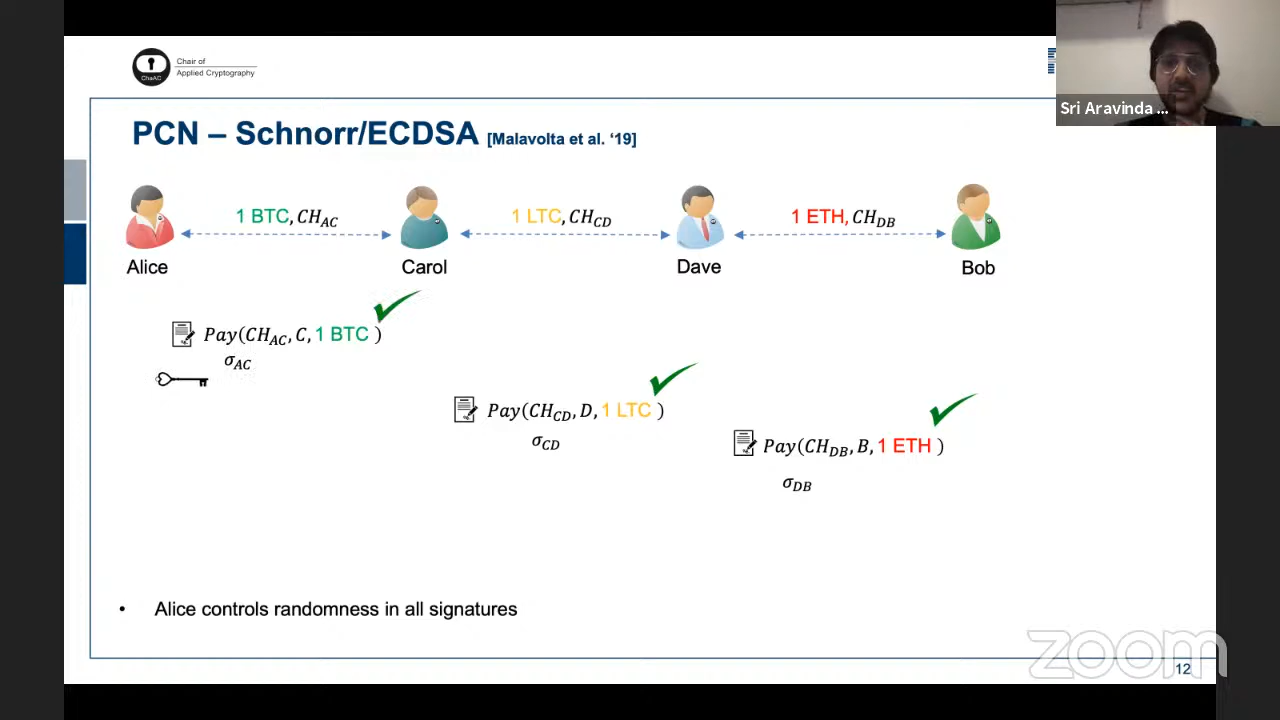 Chair of
Applied Cryptography
ChaAC
Sri Aravinda ...
PCN – Schnorr/ECDSA [Malavolta et al. ‘19]
1 BTC, CH_AC
1 LTC, CH_CD
1 ETH, CH_DB
Alice
Carol
Dave
Bob
Pay(CH_AC, C, 1 BTC )
σ_AC
Pay(CH_CD, D, 1 LTC )
σ_CD
Pay(CH_DB, B, 1 ETH )
σ_DB
• Alice controls randomness in all signatures
zoom
12